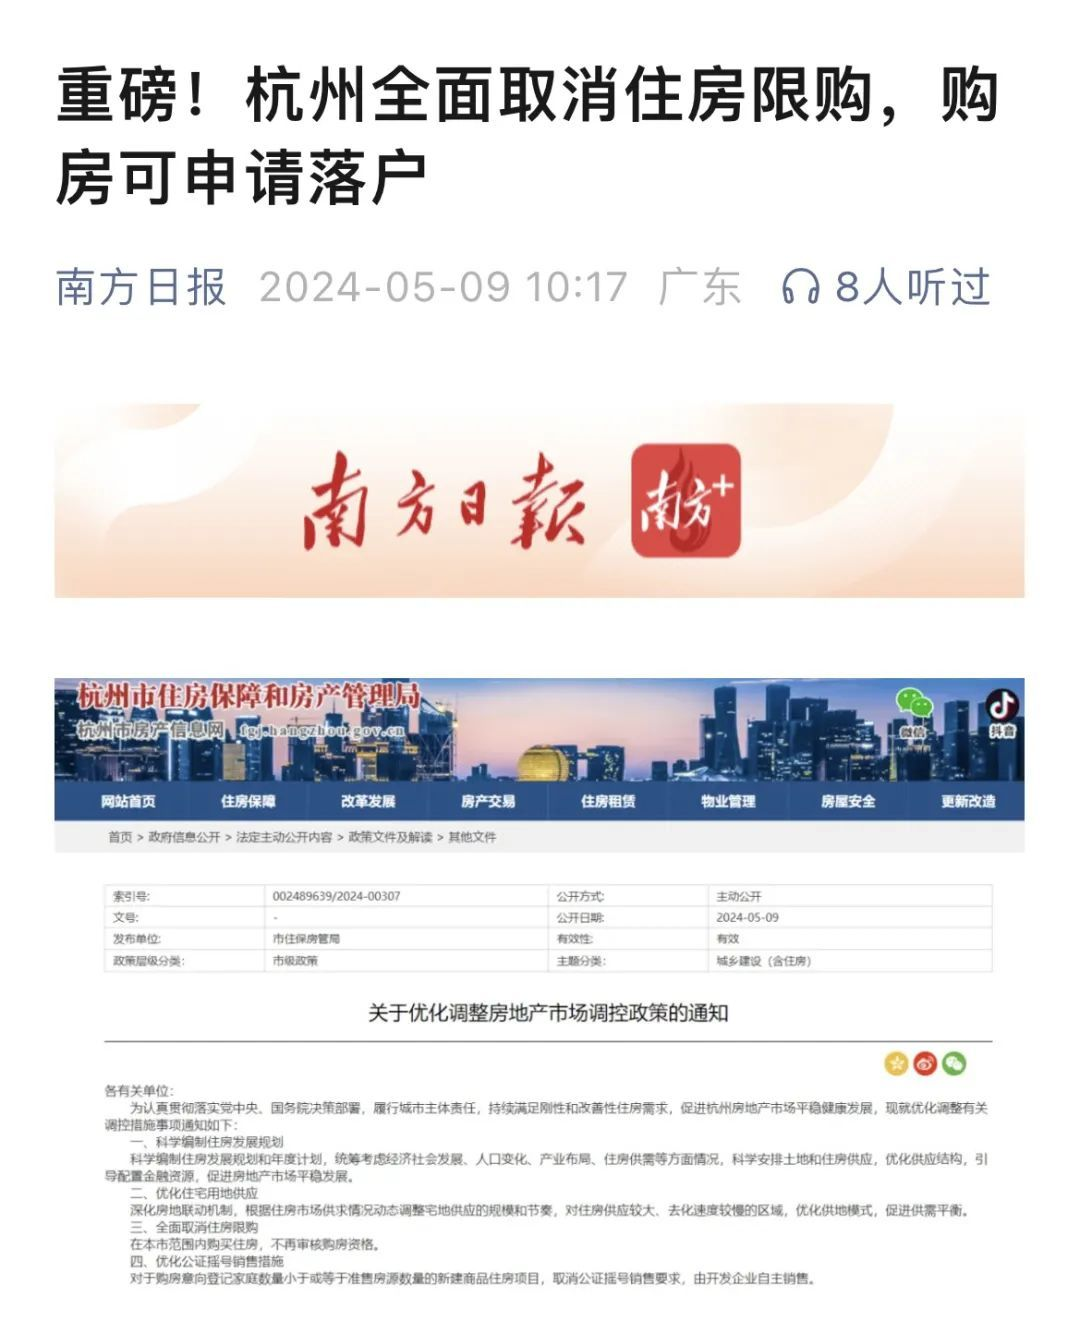 重磅！杭州全面取消住房限购，购
房可申请落户
南方日报 2024-05-09 10:17 广东 8人听过
南方日报 南方+
杭州市住房保障和房产管理局
杭州市房产信息网 fgj.hangzhou.gov.cn
微信 抖音
网站首页 住房保障 改革发展 房产交易 住房租赁 物业管理 房屋安全 更新改造
首页 > 政府信息公开 > 法定主动公开内容 > 政策文件及解读 > 其他文件
索引号: 002489639/2024-00307 公开方式: 主动公开
文号: - 公开日期: 2024-05-09
发布单位: 市住保房管局 有效性: 有效
政策层级分类: 市级政策 主题分类: 城乡建设（含住房）
关于优化调整房地产市场调控政策的通知
各有关单位：
为认真贯彻落实党中央、国务院决策部署，履行城市主体责任，持续满足刚性和改善性住房需求，促进杭州房地产市场平稳健康发展，现就优化调整有关
调控措施事项通知如下：
一、科学编制住房发展规划
科学编制住房发展规划和年度计划，统筹考虑经济社会发展、人口变化、产业布局、住房供需等方面情况，科学安排土地和住房供应，优化供应结构，引
导配置金融资源，促进房地产市场平稳发展。
二、优化住宅用地供应
深化房地联动机制，根据住房市场供求情况动态调整宅地供应的规模和节奏，对住房供应较大、去化速度较慢的区域，优化供地模式，促进供需平衡。
三、全面取消住房限购
在本市范围内购买住房，不再审核购房资格。
四、优化公证摇号销售措施
对于购房意向登记家庭数量小于或等于准售房源数量的新建商品住房项目，取消公证摇号销售要求，由开发企业自主销售。